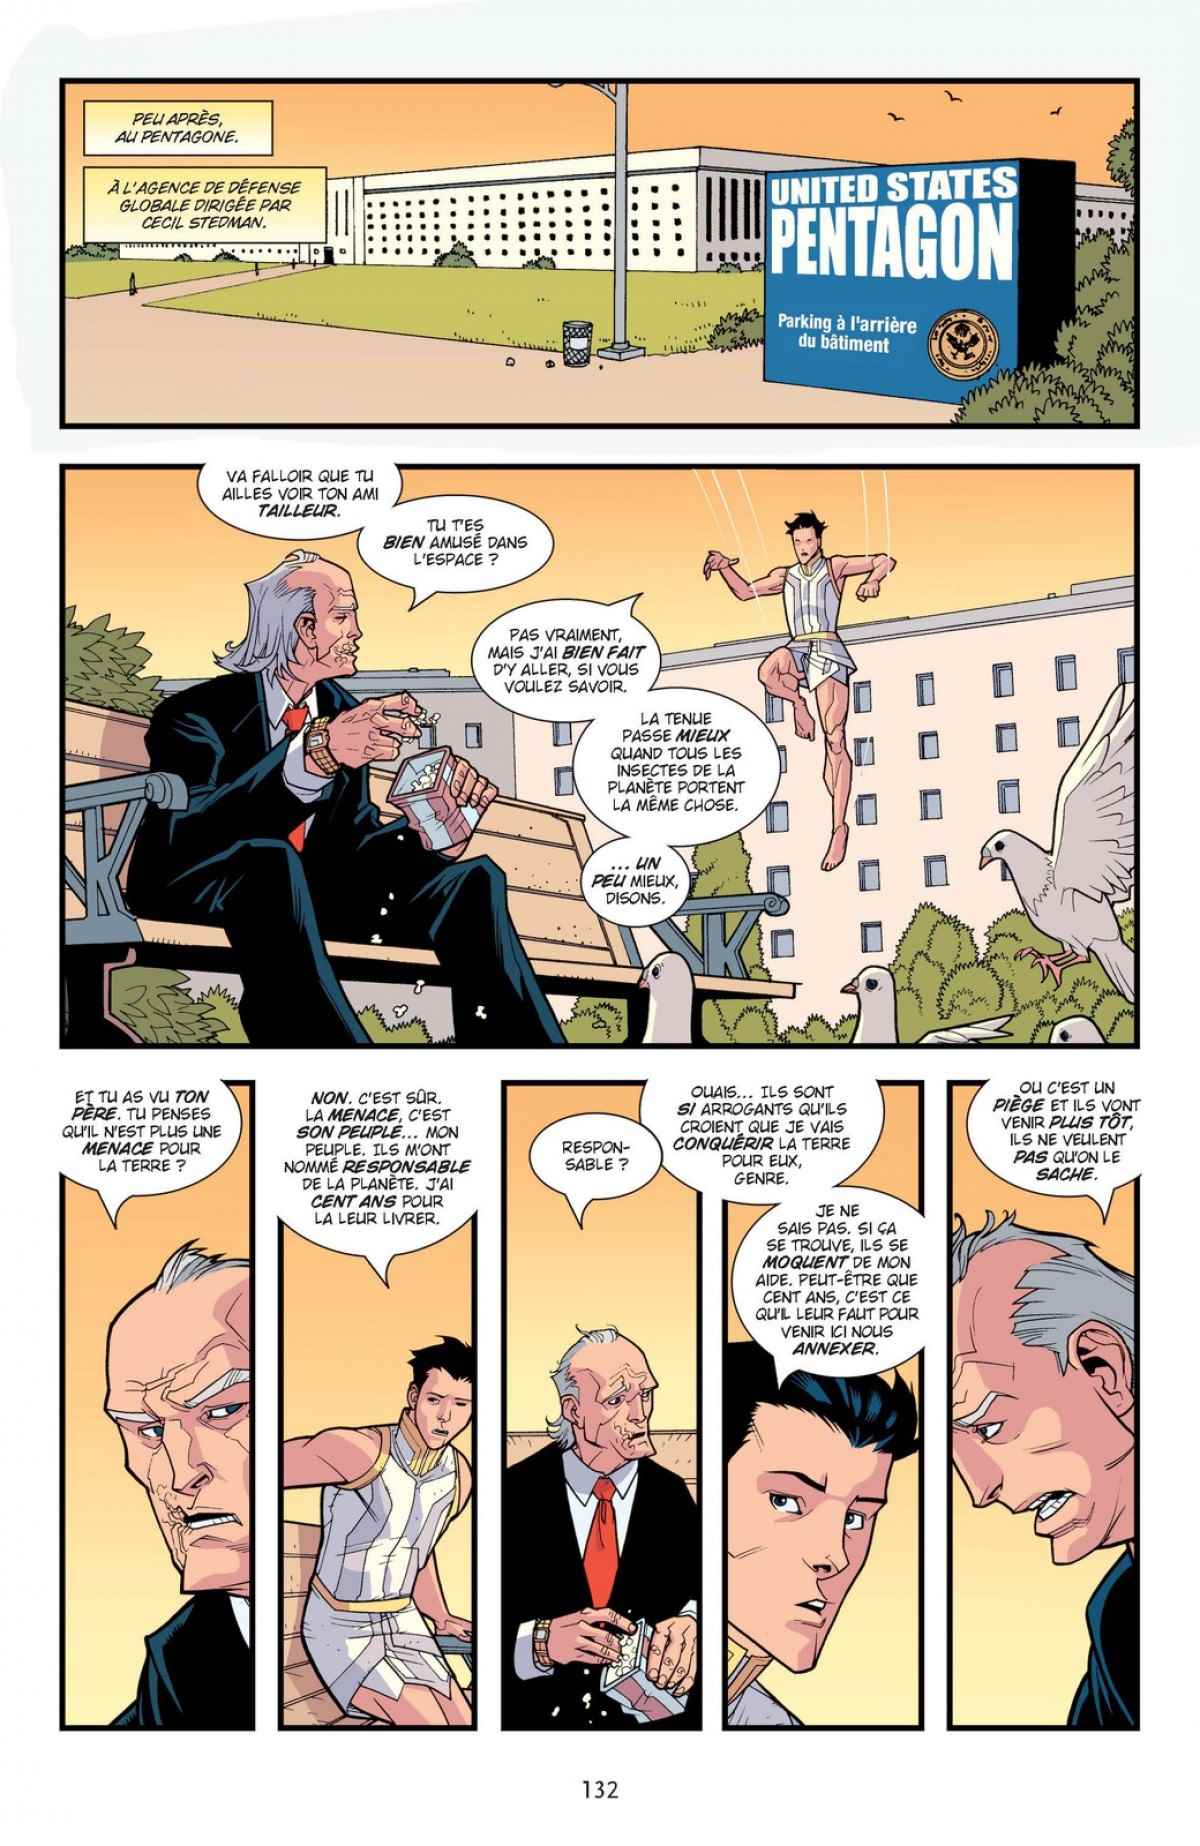 PEU APRÈS,
AU PENTAGONE.
À L'AGENCE DE DÉFENSE
GLOBALE DIRIGÉE PAR
CECIL STEDMAN.
UNITED STATES
PENTAGON
Parking à l'arrière
du bâtiment
VA FALLOIR QUE TU
AILLES VOIR TON AMI
TAILLEUR.
TU T'ES
BIEN AMUSÉ DANS
L'ESPACE ?
PAS VRAIMENT,
MAIS J'AI BIEN FAIT
D'Y ALLER, SI VOUS
VOULEZ SAVOIR.
LA TENUE
PASSE MIEUX
QUAND TOUS LES
INSECTES DE LA
PLANÈTE PORTENT
LA MÊME CHOSE.
... UN
PEU MIEUX,
DISONS.
ET TU AS VU TON
PÈRE. TU PENSES
QU'IL N'EST PLUS UNE
MENACE POUR
LA TERRE ?
NON. C'EST SÛR.
LA MENACE, C'EST
SON PEUPLE... MON
PEUPLE. ILS M'ONT
NOMMÉ RESPONSABLE
DE LA PLANÈTE. J'AI
CENT ANS POUR
LA LEUR LIVRER.
RESPON-
SABLE ?
OUAIS... ILS SONT
SI ARROGANTS QU'ILS
CROIENT QUE JE VAIS
CONQUÉRIR LA TERRE
POUR EUX,
GENRE.
JE NE
SAIS PAS. SI ÇA
SE TROUVE, ILS SE
MOQUENT DE MON
AIDE. PEUT-ÊTRE QUE
CENT ANS, C'EST CE
QU'IL LEUR FAUT POUR
VENIR ICI NOUS
ANNEXER.
OU C'EST UN
PIÈGE ET ILS VONT
VENIR PLUS TÔT,
ILS NE VEULENT
PAS QU'ON LE
SACHE.
132